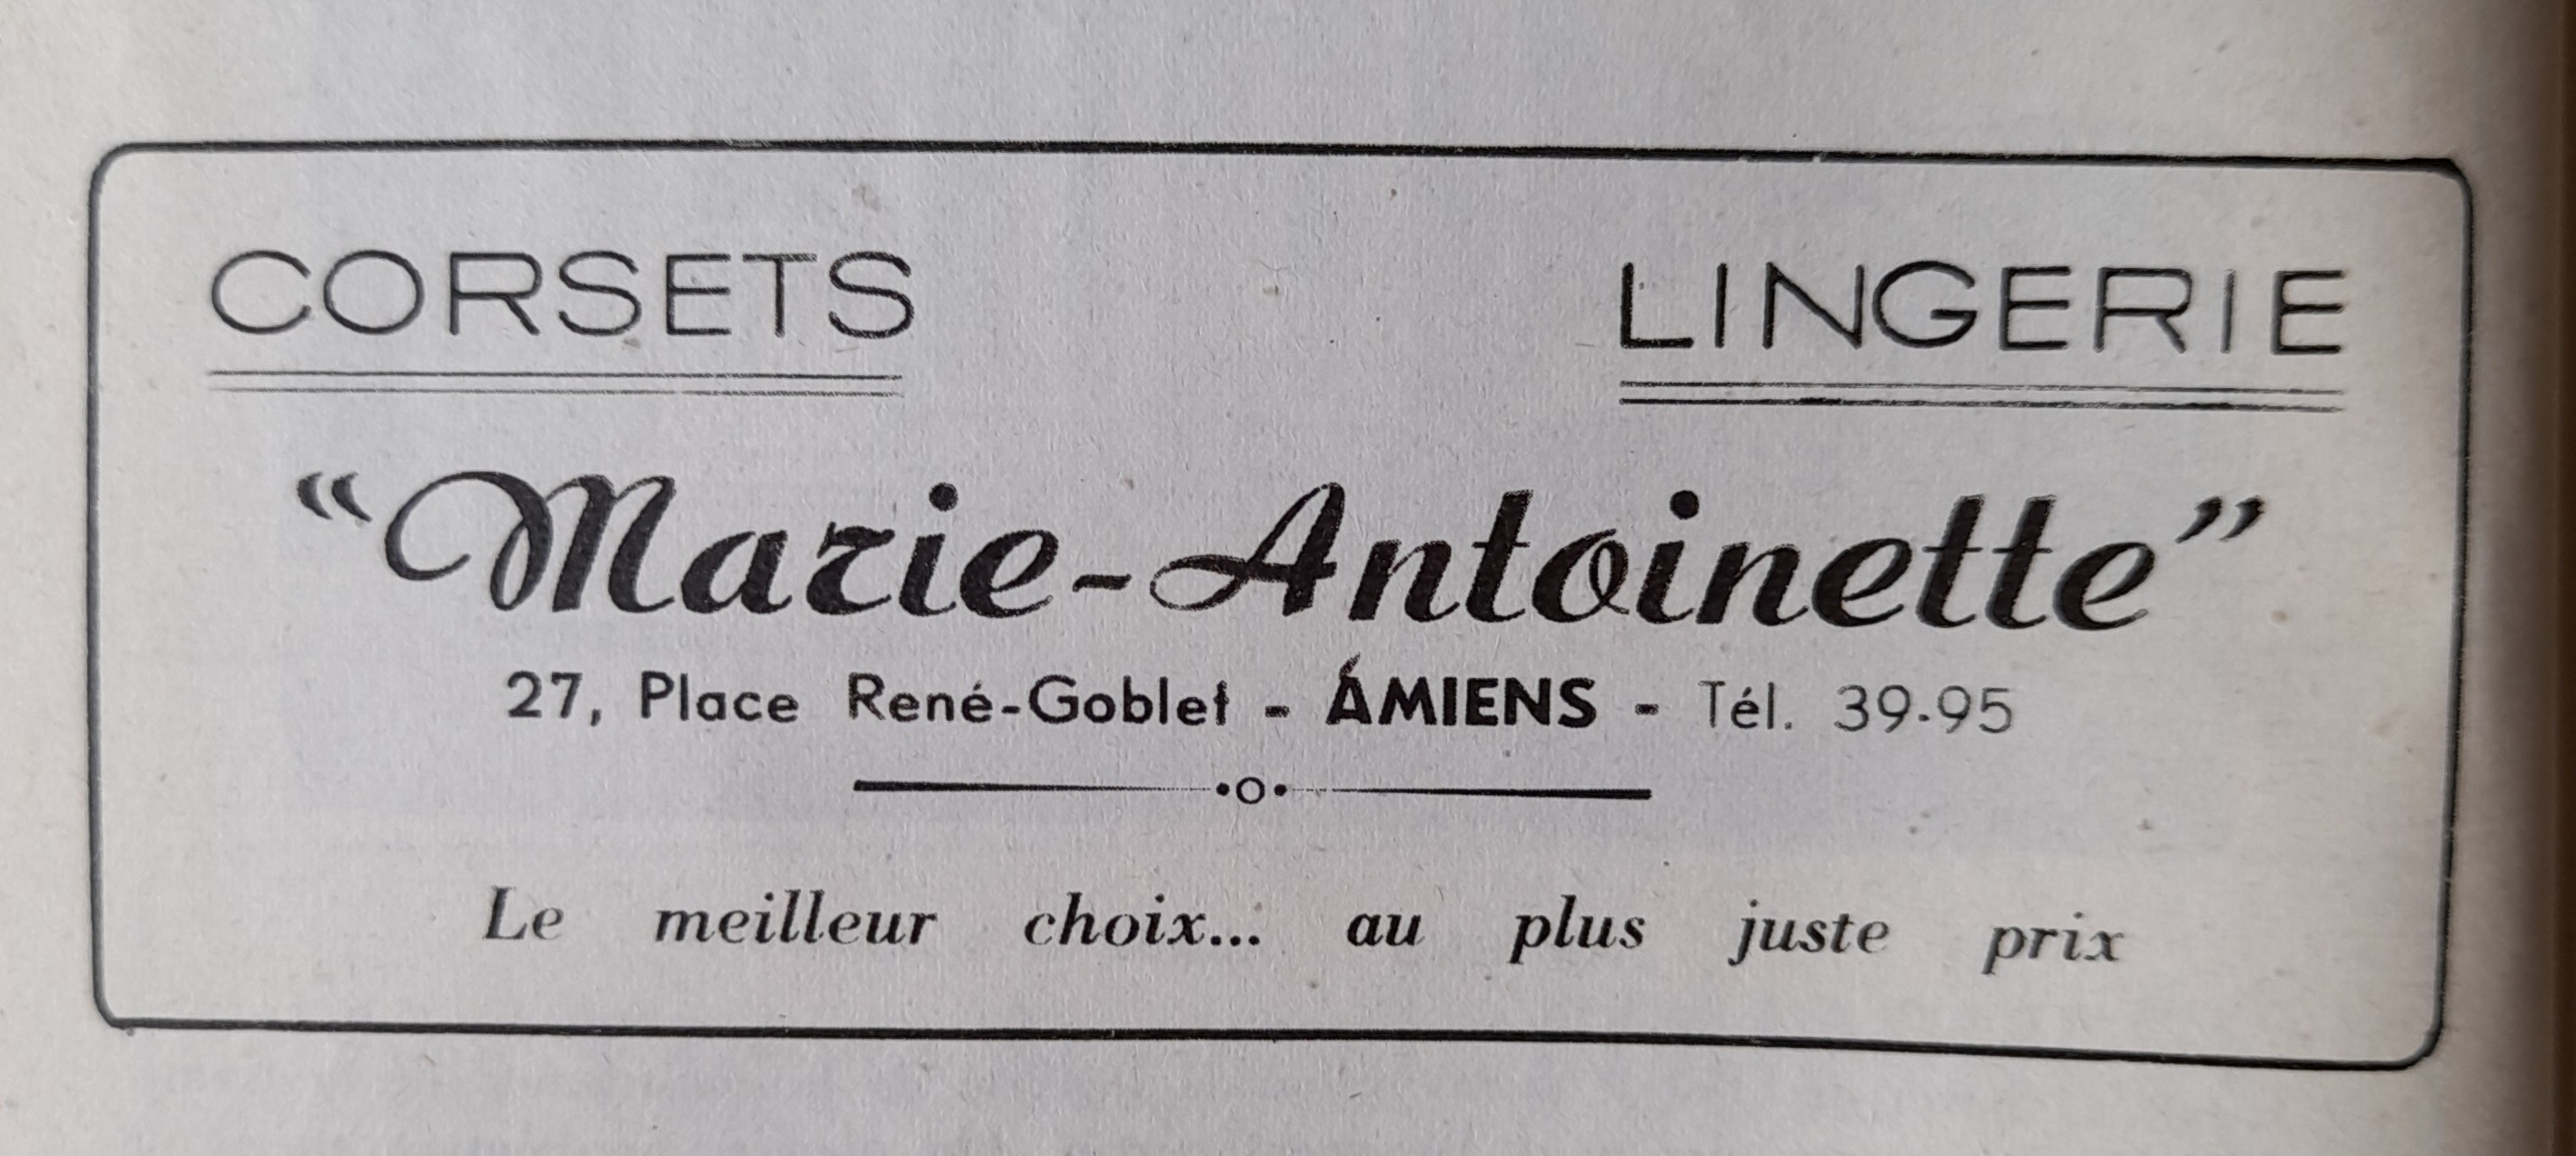 CORSETS LINGERIE
“Marie-Antoinette”
27, Place René-Goblet - AMIENS - Tél. 39-95
Le meilleur choix... au plus juste prix